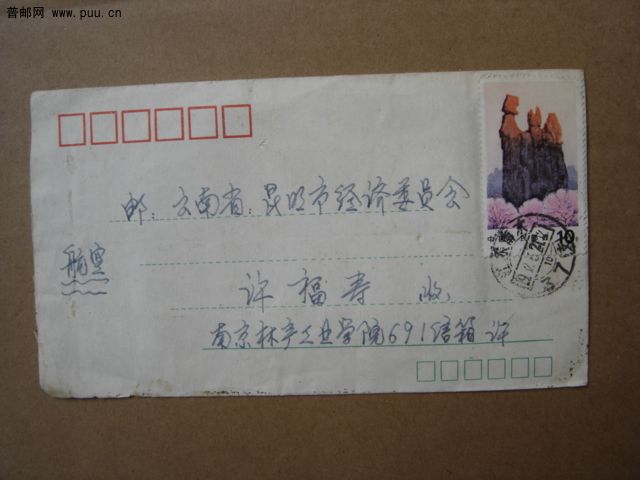 普邮网 www.puu.cn
邮：云南省：昆明市经济委员会
航空
许福寿 收
南京林产工业学院691信箱 许
10